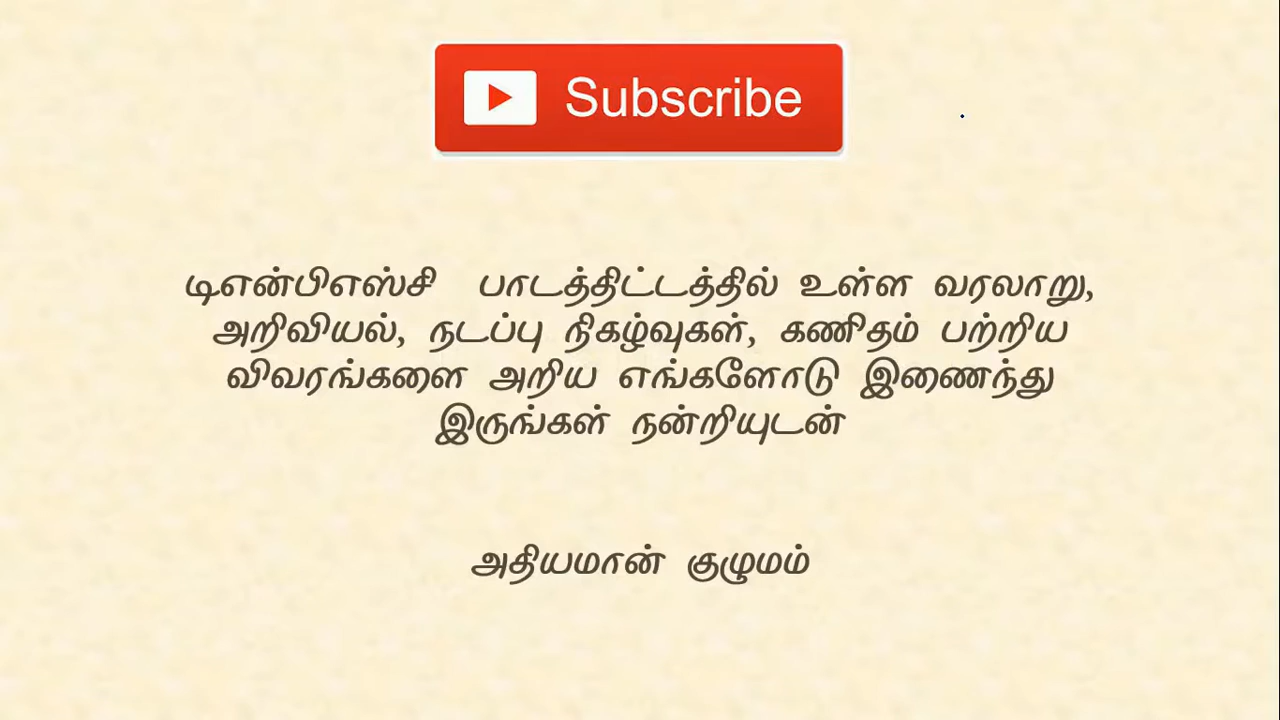 Subscribe
டிஎன்பிஎஸ்சி பாடத்திட்டத்தில் உள்ள வரலாறு,
அறிவியல், நடப்பு நிகழ்வுகள், கணிதம் பற்றிய
விவரங்களை அறிய எங்களோடு இணைந்து
இருங்கள் நன்றியுடன்
அதியமான் குழுமம்